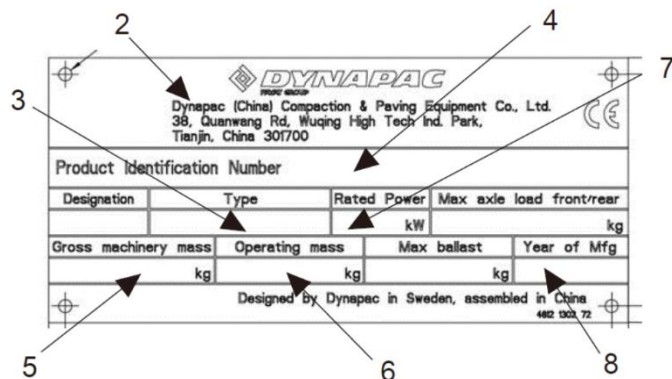 2
4
7
3
DYNAPAC
FAYAT GROUP
Dynapac (China) Compaction & Paving Equipment Co., Ltd.
38, Quanwang Rd, Wuqing High Tech Ind. Park,
Tianjin, China 301700
CE
Product Identification Number
Designation Type Rated Power Max axle load front/rear
kW kg
Gross machinery mass Operating mass Max ballast Year of Mfg
kg kg kg
Designed by Dynapac in Sweden, assembled in China
4812 1302 72
5
6
8